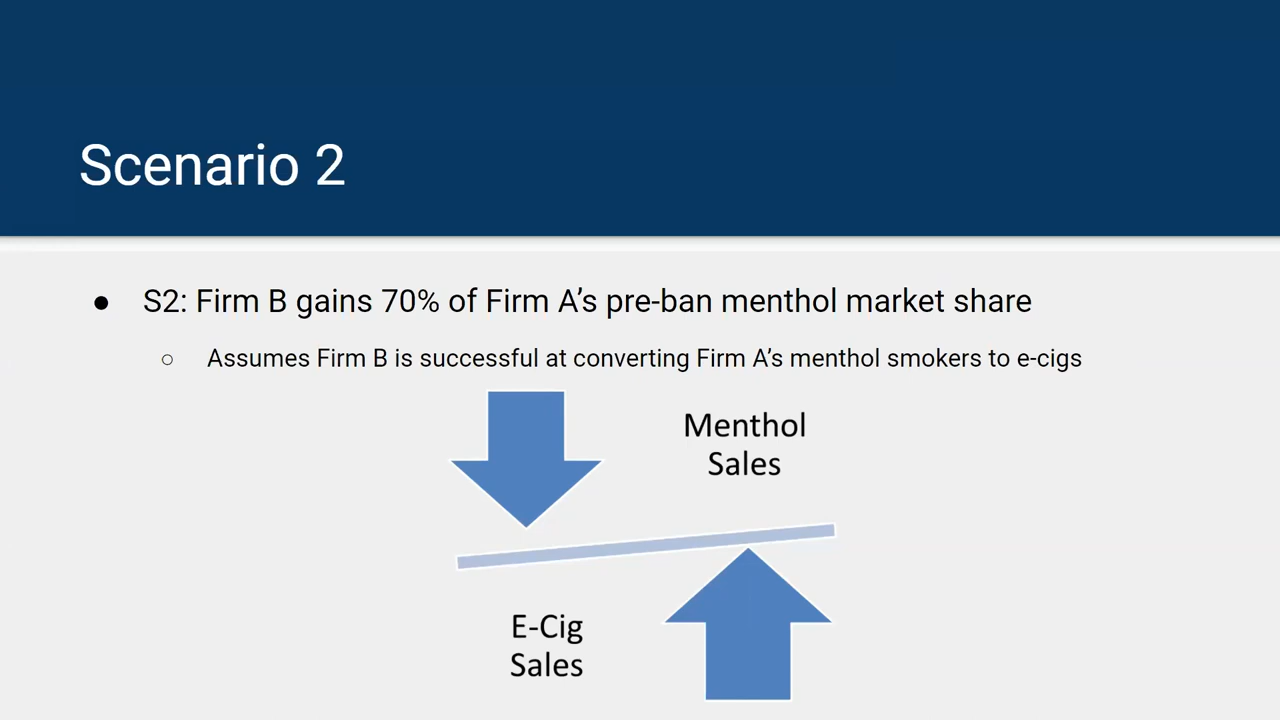 Scenario 2
● S2: Firm B gains 70% of Firm A’s pre-ban menthol market share
○ Assumes Firm B is successful at converting Firm A’s menthol smokers to e-cigs
Menthol
Sales
E-Cig
Sales